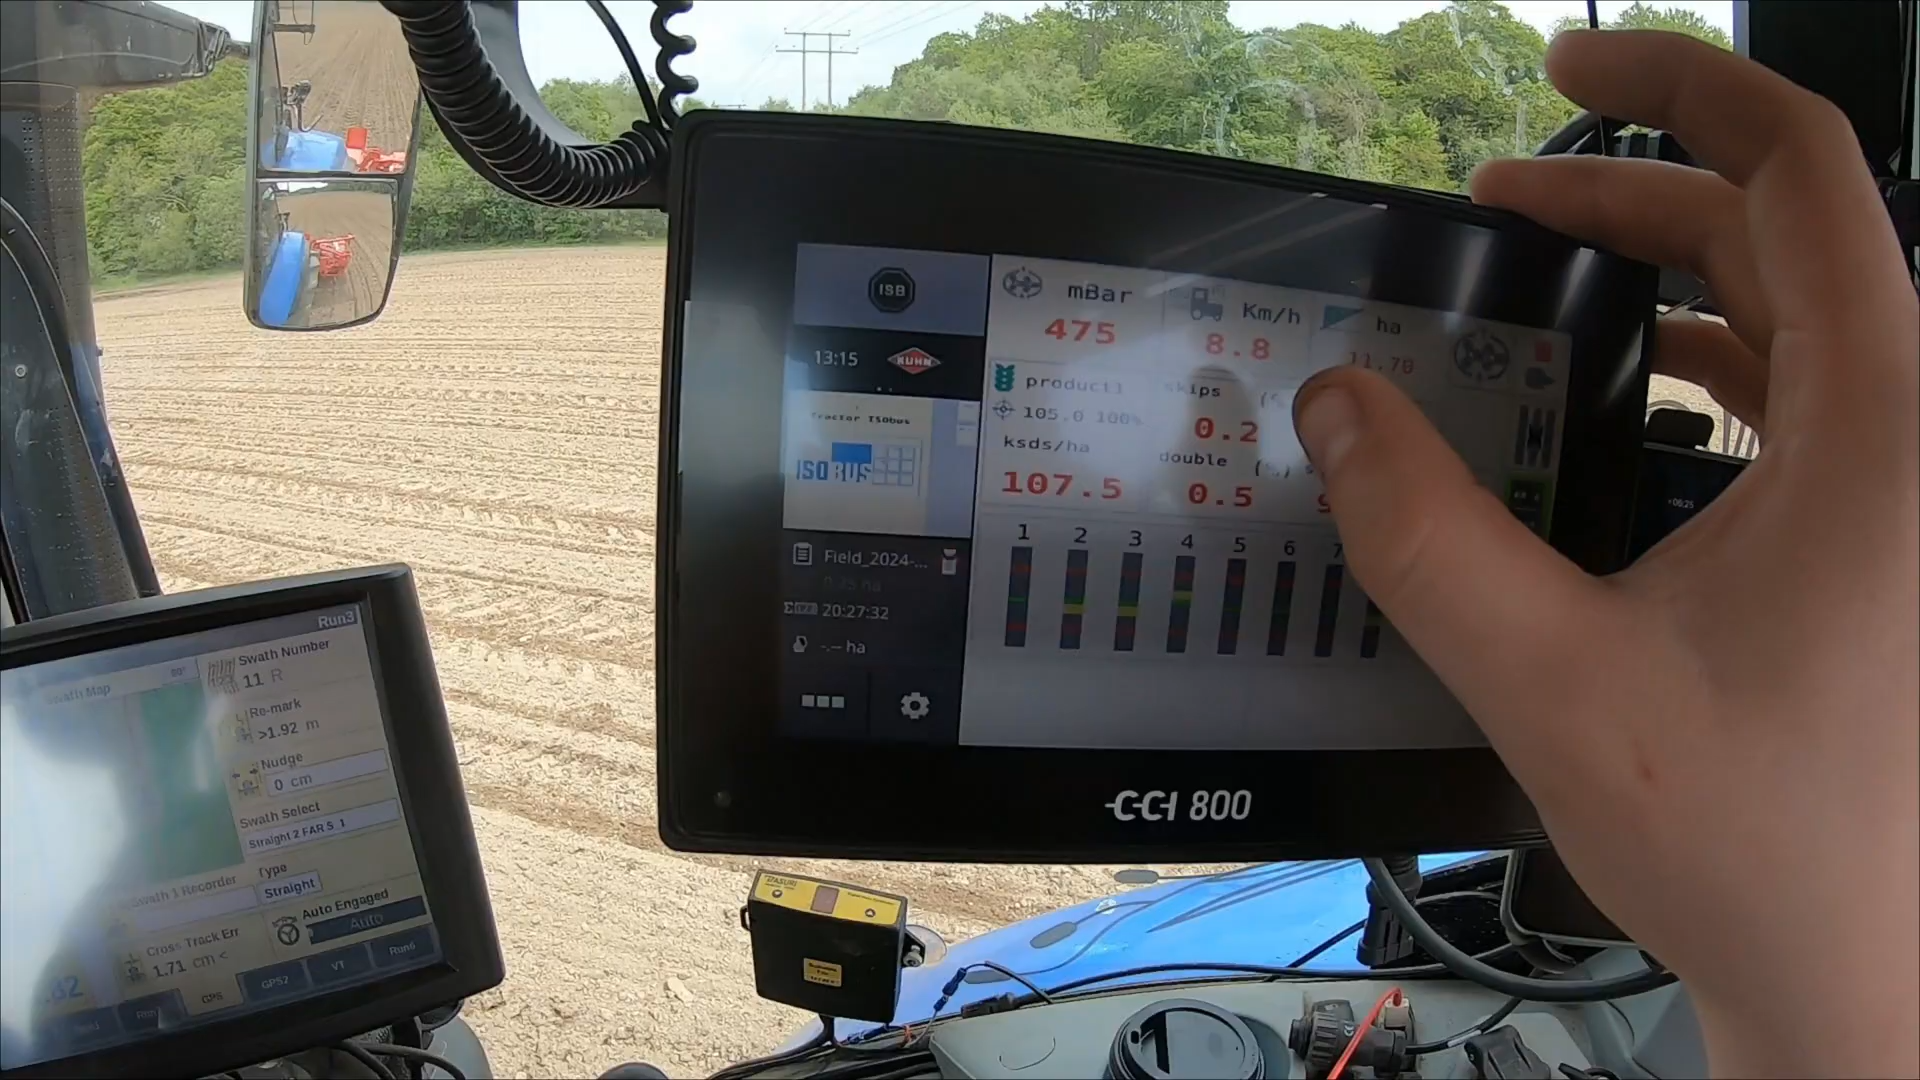 ISB
13:15 KUHN
Tractor ISObus
ISOBUS
Field_2024-...
20:27:32
-.-- ha
mBar
475
Km/h
8.8
ha
11.70
product1
105.0 100%
ksds/ha
107.5
skips
0.2
double
0.5
1 2 3 4 5 6 7
CCI 800
Run3
Swath Map
80°
Swath Number
11 R
Re-mark
>1.92 m
Nudge
0 cm
Swath Select
Straight 2 FAR S_1
Swath 1 Recorder
Type
Straight
Auto Engaged
Auto
Cross Track Err
1.71 cm <
GPS
GPS2
VT
Run6